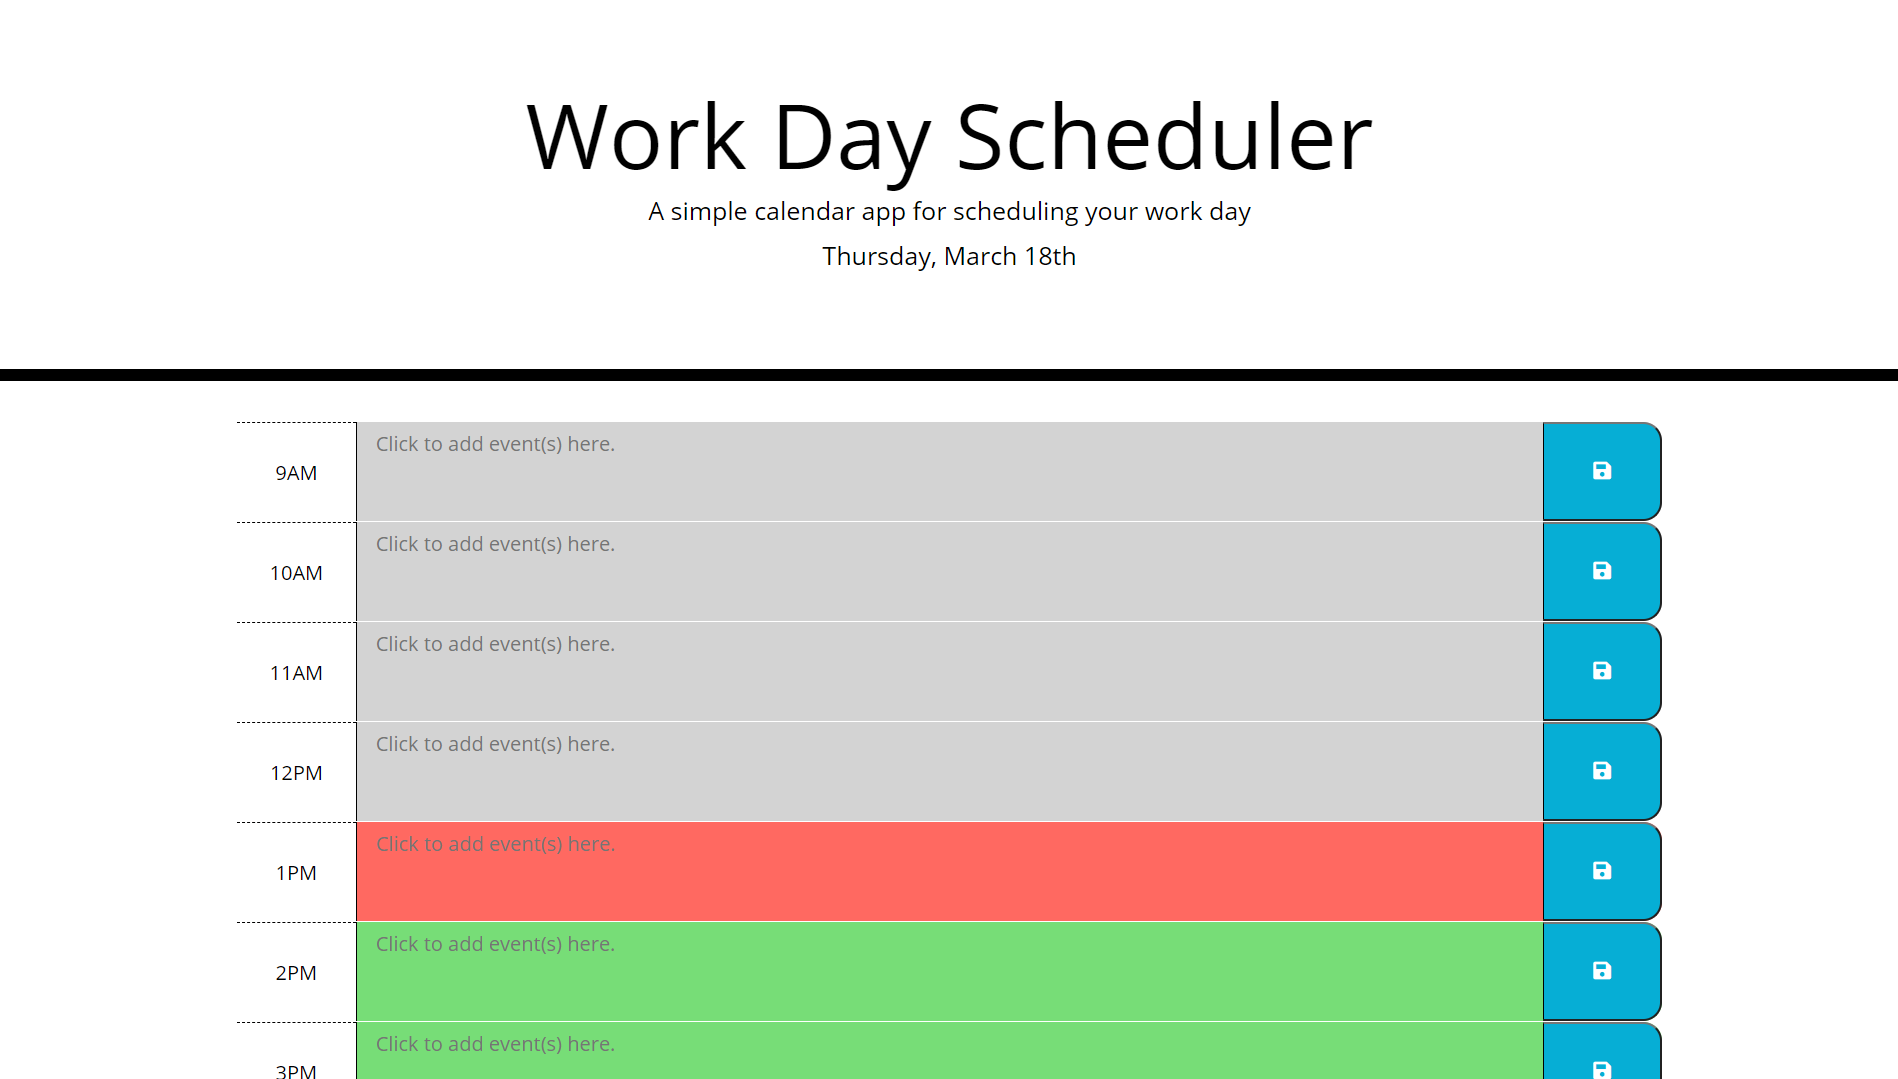 Work Day Scheduler
A simple calendar app for scheduling your work day
Thursday, March 18th
9AM
Click to add event(s) here.
10AM
Click to add event(s) here.
11AM
Click to add event(s) here.
12PM
Click to add event(s) here.
1PM
Click to add event(s) here.
2PM
Click to add event(s) here.
3PM
Click to add event(s) here.